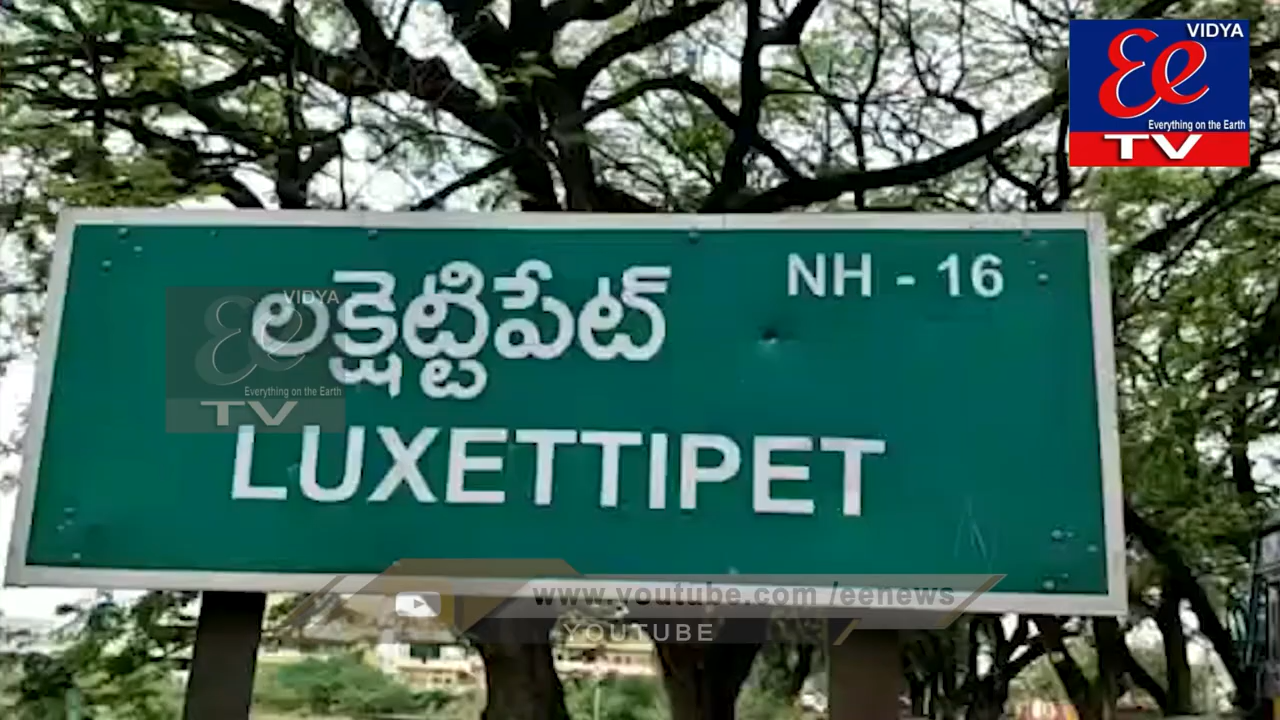 VIDYA
Ee
Everything on the Earth
TV
లక్షెట్టిపేట్
NH - 16
VIDYA
Ee
Everything on the Earth
TV
LUXETTIPET
www.youtube.com/eenews
YOUTUBE